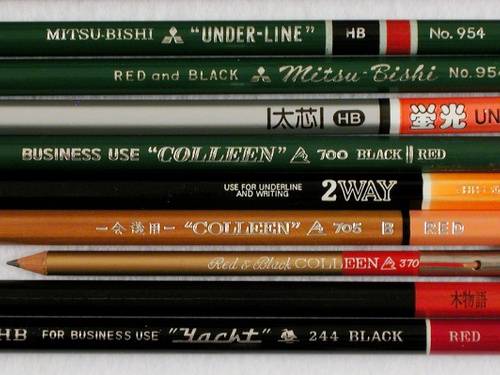 MITSU-BISHI "UNDER-LINE" HB No. 954
RED and BLACK Mitsu-Bishi No. 954
太芯 HB 蛍光 UN
BUSINESS USE "COLLEEN" 700 BLACK RED
USE FOR UNDERLINE
AND WRITING
2WAY HB
一会議用一 "COLLEEN" 705 B RED
Red & Black COLLEEN 370
木物語
HB FOR BUSINESS USE "Yacht" 244 BLACK RED